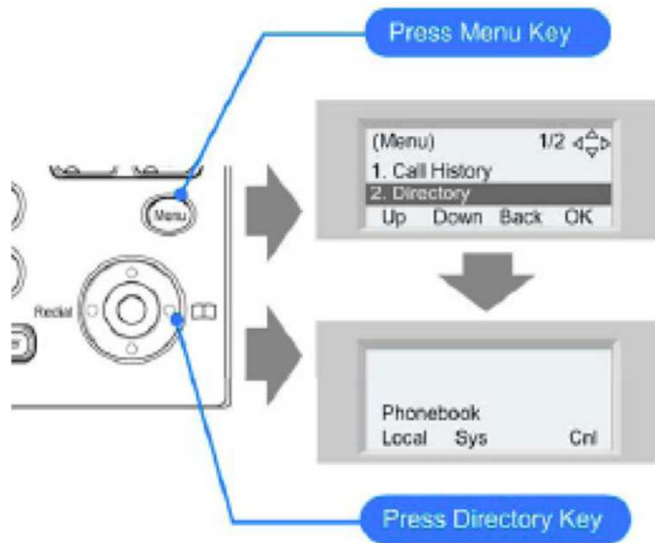 Press Menu Key
(Menu) 1/2
1. Call History
2. Directory
Up Down Back OK
Menu
Redial
Phonebook
Local Sys Cnl
Press Directory Key